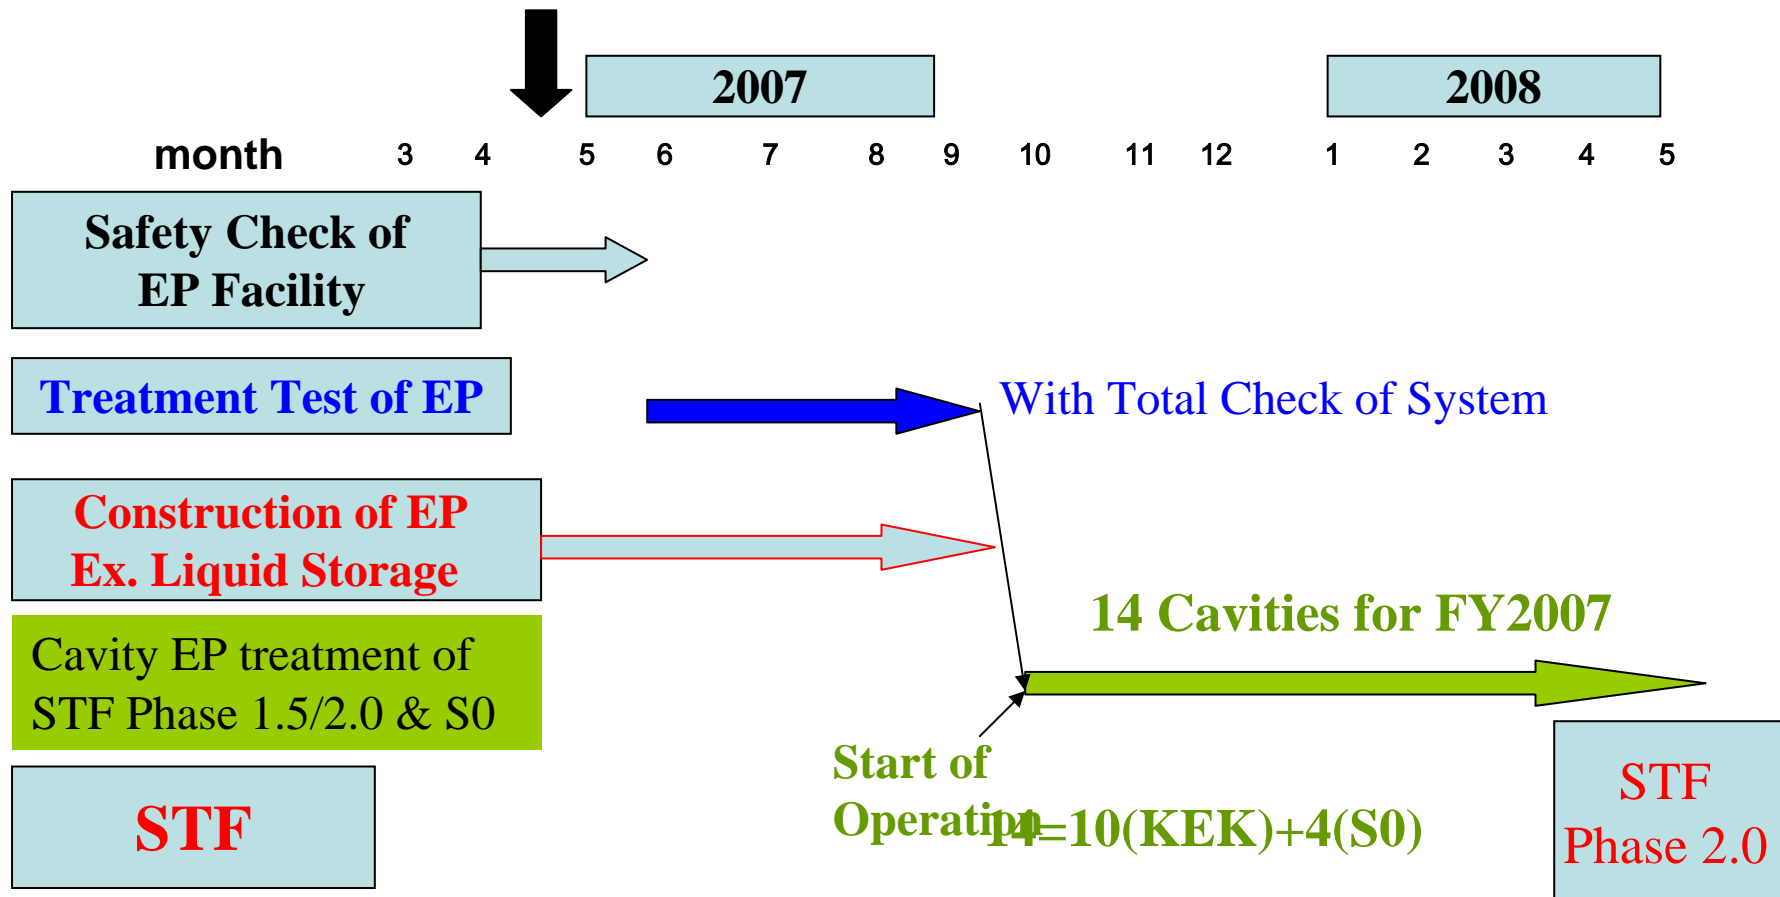 2007
2008
month 3 4 5 6 7 8 9 10 11 12 1 2 3 4 5
Safety Check of
EP Facility
Treatment Test of EP
With Total Check of System
Construction of EP
Ex. Liquid Storage
14 Cavities for FY2007
Cavity EP treatment of
STF Phase 1.5/2.0 & S0
Start of
Operation
14=10(KEK)+4(S0)
STF
STF
Phase 2.0